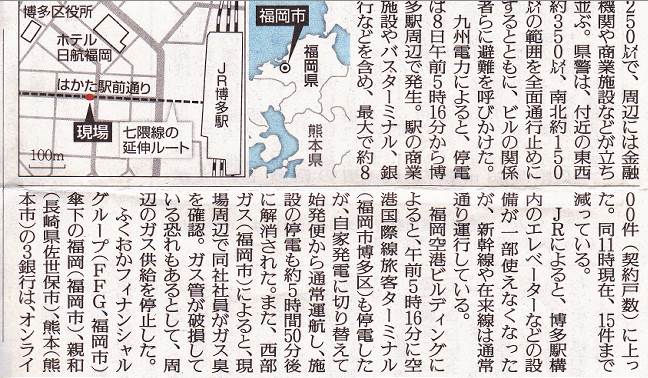 博多区役所
ホテル
日航福岡
はかた駅前通り
現場
七隈線の
延伸ルート
JR博多駅
100m
福岡市
福岡県
熊本県
250㍍で、周辺には金融
機関や商業施設などが立ち
並ぶ。県警は、付近の東西
約350㍍、南北約150
㍍の範囲を全面通行止めに
するとともに、ビルの関係
者らに避難を呼びかけた。
九州電力によると、停電
は8日午前5時16分から博
多駅周辺で発生。駅の商業
施設やバスターミナル、銀
行などを含め、最大で約8
00件（契約戸数）に上っ
た。同11時現在、15件まで
減っている。
JRによると、博多駅構
内のエレベーターなどの設
備が一部使えなくなった
が、新幹線や在来線は通常
通り運行している。
福岡空港ビルディングに
よると、午前5時16分に空
港国際線旅客ターミナル
（福岡市博多区）も停電した
が、自家発電に切り替えて
始発便から通常運航し、施
設の停電も約5時間50分後
に解消された。また、西部
ガス（福岡市）によると、現
場周辺で同社社員がガス臭
を確認。ガス管が破損して
いる恐れもあるとして、周
辺のガス供給を停止した。
ふくおかフィナンシャル
グループ（FFG、福岡市）
傘下の福岡（福岡市）、親和
（長崎県佐世保市）、熊本（熊
本市）の3銀行は、オンライ